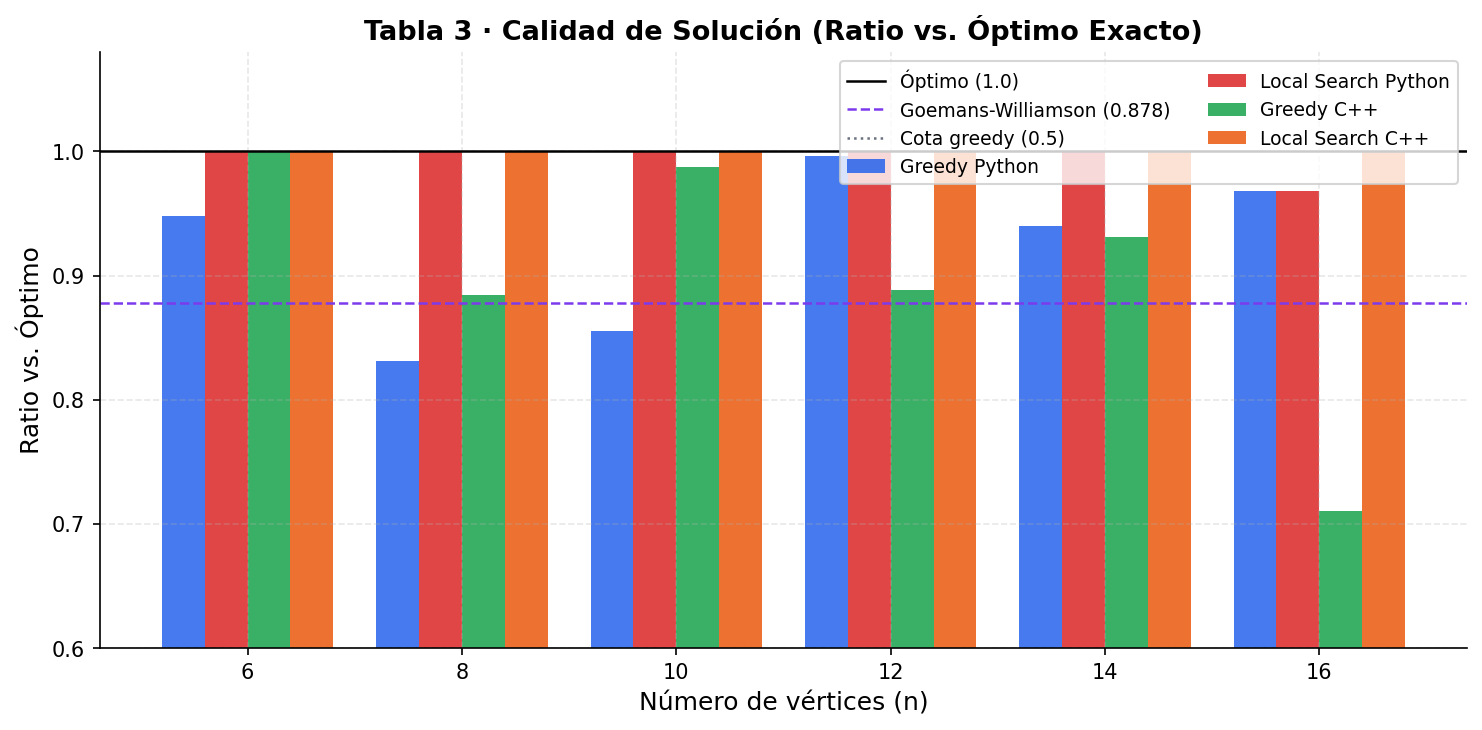 Tabla 3 · Calidad de Solución (Ratio vs. Óptimo Exacto)
Óptimo (1.0)
Goemans-Williamson (0.878)
Cota greedy (0.5)
Greedy Python
Local Search Python
Greedy C++
Local Search C++
Ratio vs. Óptimo
1.0
0.9
0.8
0.7
0.6
6 8 10 12 14 16
Número de vértices (n)